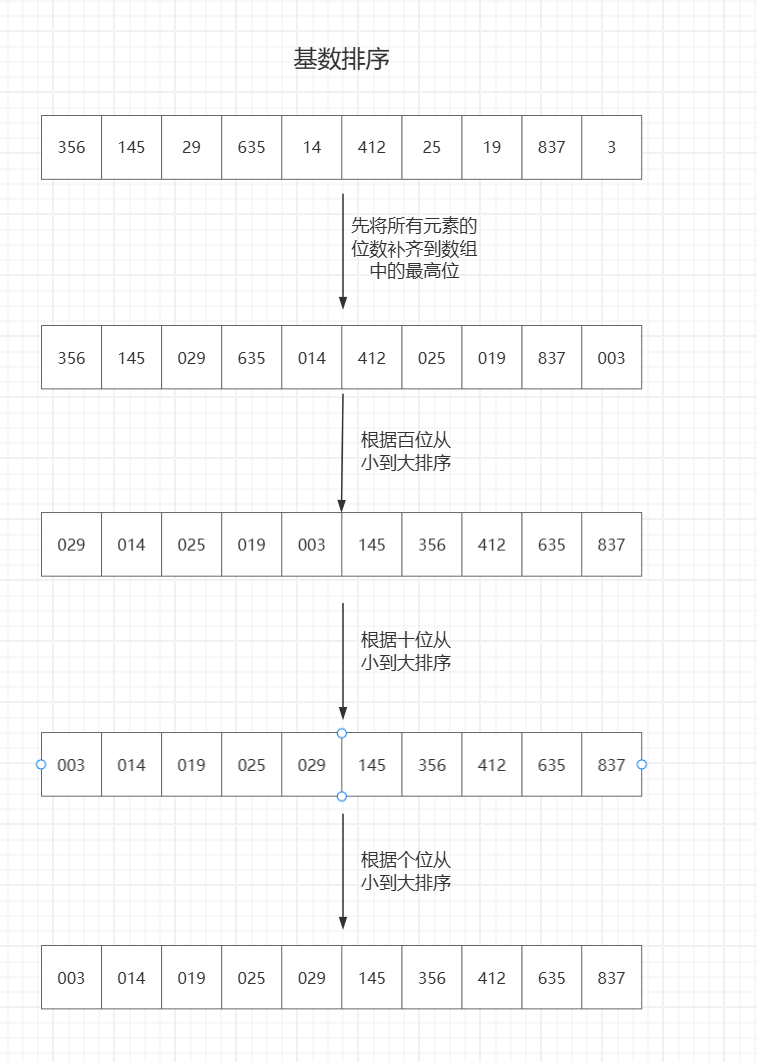 基数排序
356 145 29 635 14 412 25 19 837 3
先将所有元素的
位数补齐到数组
中的最高位
356 145 029 635 014 412 025 019 837 003
根据百位从
小到大排序
029 014 025 019 003 145 356 412 635 837
根据十位从
小到大排序
003 014 019 025 029 145 356 412 635 837
根据个位从
小到大排序
003 014 019 025 029 145 356 412 635 837